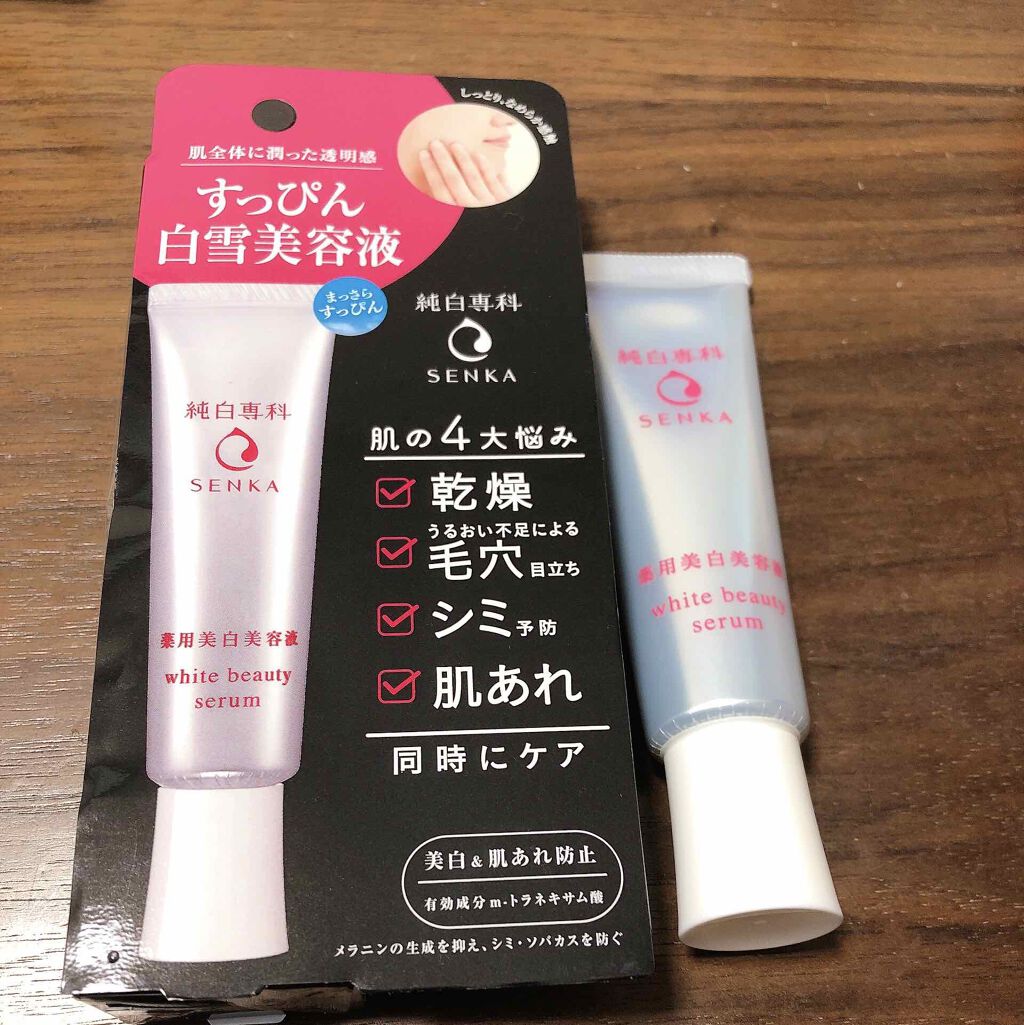 しっとり、なめらか感触
肌全体に潤った透明感
すっぴん
白雪美容液
まっさら
すっぴん
純白専科
SENKA
純白専科
SENKA
薬用美白美容液
white beauty
serum
肌の4大悩み
乾燥
うるおい不足による
毛穴目立ち
シミ予防
肌あれ
同時にケア
美白&肌あれ防止
有効成分m-トラネキサム酸
メラニンの生成を抑え、シミ・ソバカスを防ぐ
純白専科
SENKA
薬用美白美容液
white beauty
serum